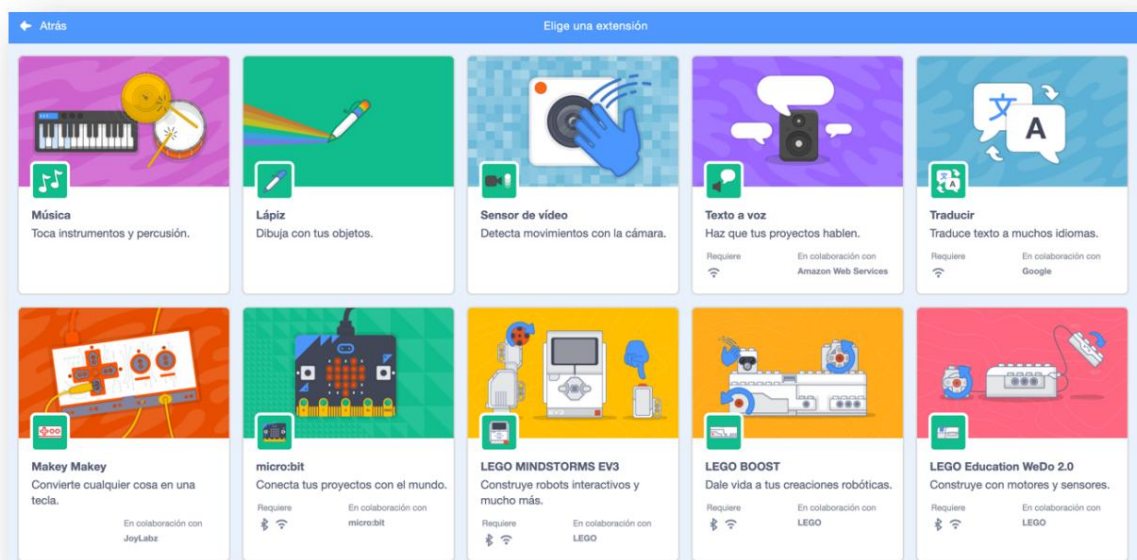 Atrás
Elige una extensión
Música
Toca instrumentos y percusión.
Lápiz
Dibuja con tus objetos.
Sensor de vídeo
Detecta movimientos con la cámara.
Texto a voz
Haz que tus proyectos hablen.
Requiere
En colaboración con
Amazon Web Services
Traducir
Traduce texto a muchos idiomas.
Requiere
En colaboración con
Google
文
A
Makey Makey
Convierte cualquier cosa en una
tecla.
En colaboración con
JoyLabz
micro:bit
Conecta tus proyectos con el mundo.
Requiere
En colaboración con
micro:bit
LEGO MINDSTORMS EV3
Construye robots interactivos y
mucho más.
Requiere
En colaboración con
LEGO
LEGO BOOST
Dale vida a tus creaciones robóticas.
Requiere
En colaboración con
LEGO
LEGO Education WeDo 2.0
Construye con motores y sensores.
Requiere
En colaboración con
LEGO